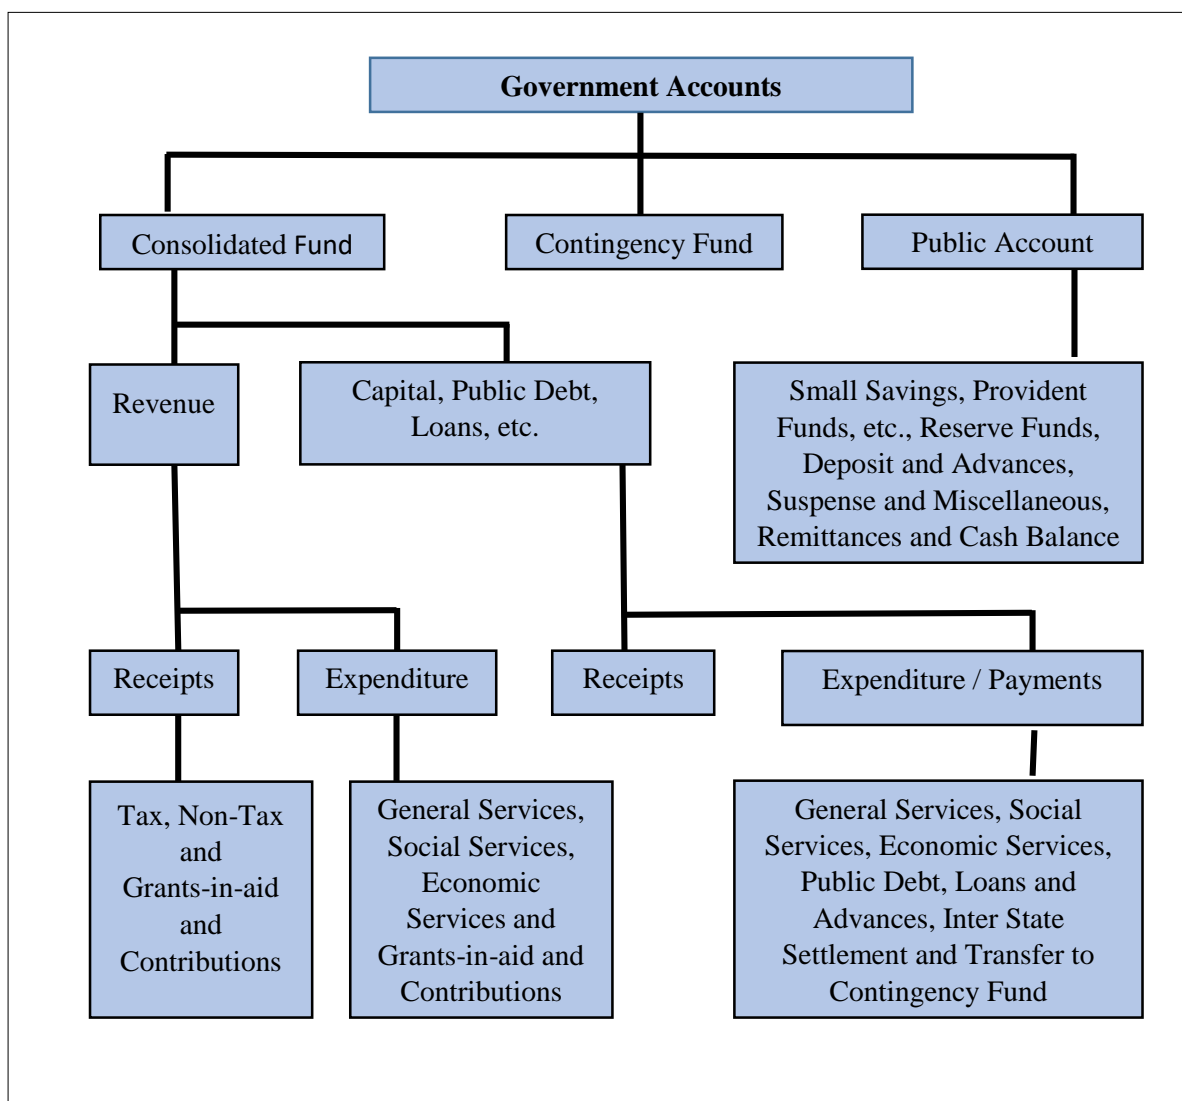 Government Accounts
Consolidated Fund
Contingency Fund
Public Account
Revenue
Capital, Public Debt,
Loans, etc.
Small Savings, Provident
Funds, etc., Reserve Funds,
Deposit and Advances,
Suspense and Miscellaneous,
Remittances and Cash Balance
Receipts
Expenditure
Receipts
Expenditure / Payments
Tax, Non-Tax
and
Grants-in-aid
and
Contributions
General Services,
Social Services,
Economic
Services and
Grants-in-aid and
Contributions
General Services, Social
Services, Economic Services,
Public Debt, Loans and
Advances, Inter State
Settlement and Transfer to
Contingency Fund